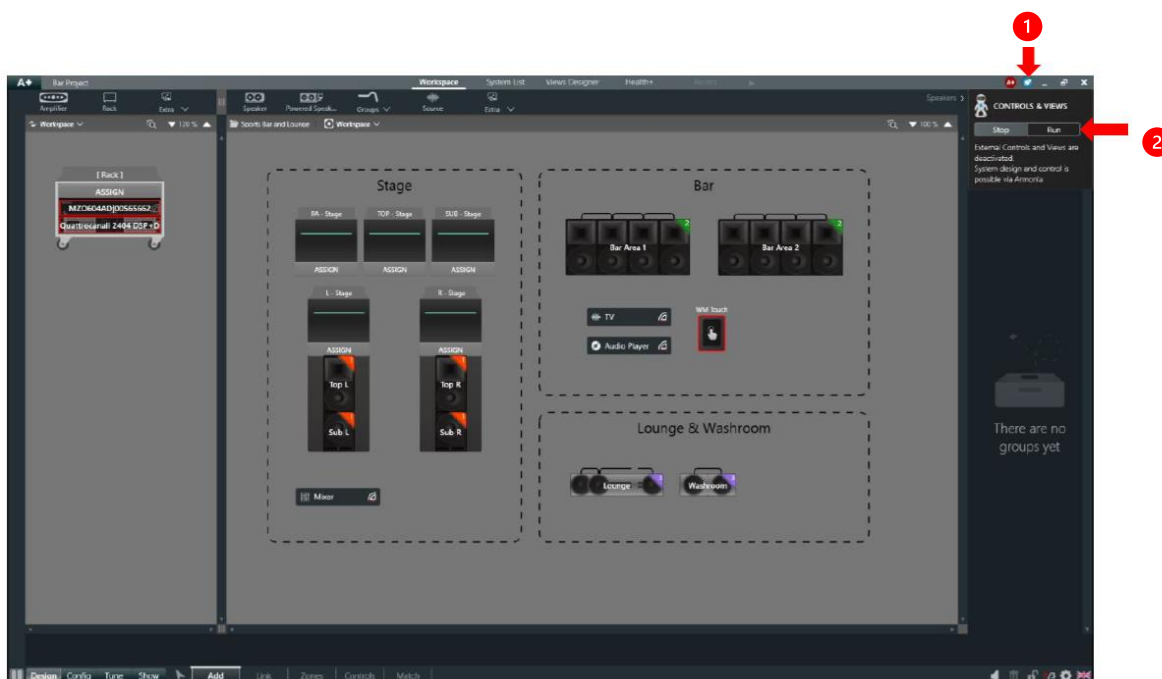 1
A+ Bar Project Workspace System List Views Designer Health+
Amplifier Rack Extra Speaker Powered Speak... Groups Source Extra Speakers
CONTROLS & VIEWS
Stop Run
2
External Controls and Views are
deactivated.
System design and control is
possible via Armonía
Workspace 120 % Sports Bar and Lounge Workspace 100 %
[ Rack ]
ASSIGN
MZO604AD|00565662
Quattrocanali 2404 DSP+D
Stage
PA - Stage TOP - Stage SUB - Stage
ASSIGN ASSIGN ASSIGN
L - Stage R - Stage
ASSIGN ASSIGN
Top L Top R
Sub L Sub R
Mixer
Bar
2 2
Bar Area 1 Bar Area 2
TV
WM Touch
Audio Player
Lounge & Washroom
Lounge Washroom
There are no
groups yet
Design Config Tune Show Add Link Zones Controls Match